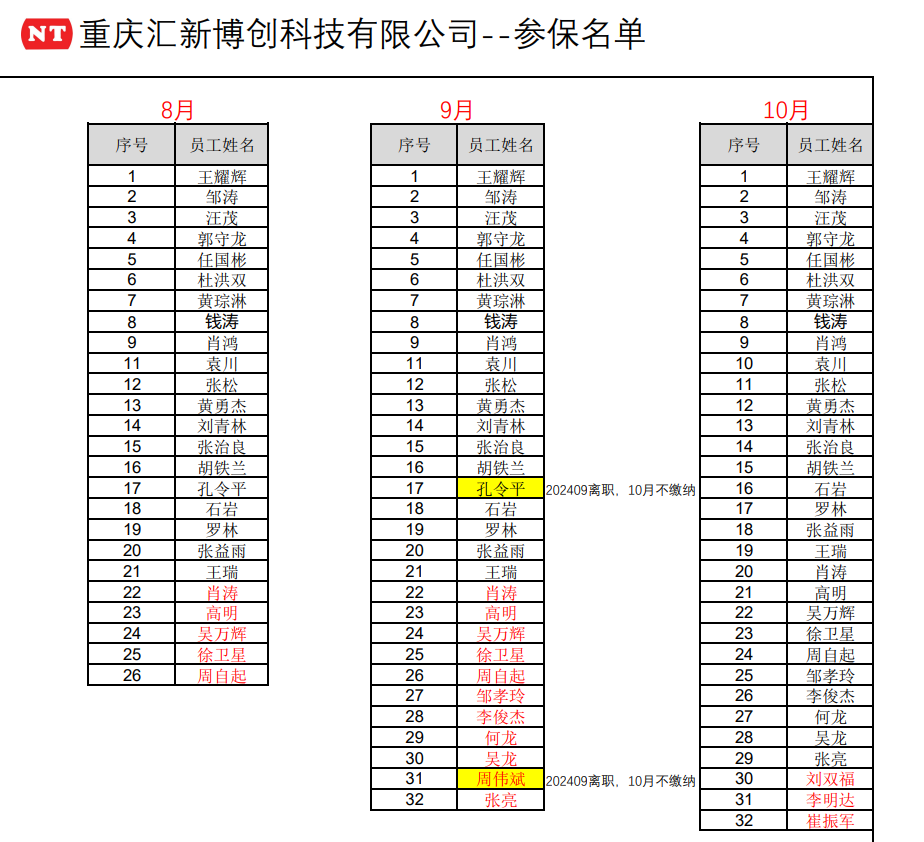 NT 重庆汇新博创科技有限公司--参保名单
8月 9月 10月
序号 员工姓名 序号 员工姓名 序号 员工姓名
1 王耀辉 1 王耀辉 1 王耀辉
2 邹涛 2 邹涛 2 邹涛
3 汪茂 3 汪茂 3 汪茂
4 郭守龙 4 郭守龙 4 郭守龙
5 任国彬 5 任国彬 5 任国彬
6 杜洪双 6 杜洪双 6 杜洪双
7 黄琮淋 7 黄琮淋 7 黄琮淋
8 钱涛 8 钱涛 8 钱涛
9 肖鸿 9 肖鸿 9 肖鸿
11 袁川 11 袁川 10 袁川
12 张松 12 张松 11 张松
13 黄勇杰 13 黄勇杰 12 黄勇杰
14 刘青林 14 刘青林 13 刘青林
15 张治良 15 张治良 14 张治良
16 胡铁兰 16 胡铁兰 15 胡铁兰
17 孔令平 17 孔令平 202409离职，10月不缴纳 16 石岩
18 石岩 18 石岩 17 罗林
19 罗林 19 罗林 18 张益雨
20 张益雨 20 张益雨 19 王瑞
21 王瑞 21 王瑞 20 肖涛
22 肖涛 22 肖涛 21 高明
23 高明 23 高明 22 吴万辉
24 吴万辉 24 吴万辉 23 徐卫星
25 徐卫星 25 徐卫星 24 周自起
26 周自起 26 周自起 25 邹孝玲
27 邹孝玲 26 李俊杰
28 李俊杰 27 何龙
29 何龙 28 吴龙
30 吴龙 29 张亮
31 周伟斌 202409离职，10月不缴纳 30 刘双福
32 张亮 31 李明达
32 崔振军